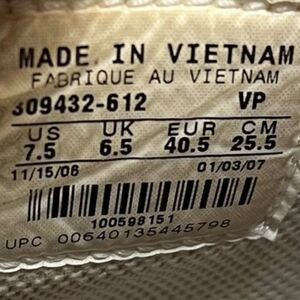 MADE IN VIETNAM
FABRIQUE AU VIETNAM
309432-612 VP
US UK EUR CM
7.5 6.5 40.5 25.5
11/15/06 01/03/07
100598151
UPC 00640135445798